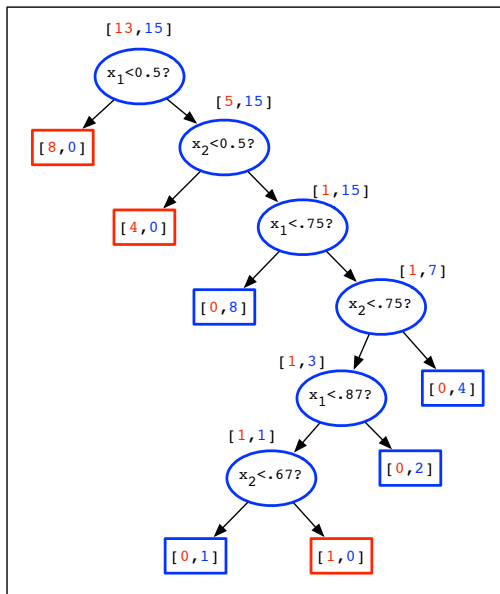 [13,15]
x1<0.5?
[5,15]
[8,0]
x2<0.5?
[1,15]
[4,0]
x1<.75?
[1,7]
[0,8]
x2<.75?
[1,3]
[0,4]
x1<.87?
[1,1]
[0,2]
x2<.67?
[0,1]
[1,0]